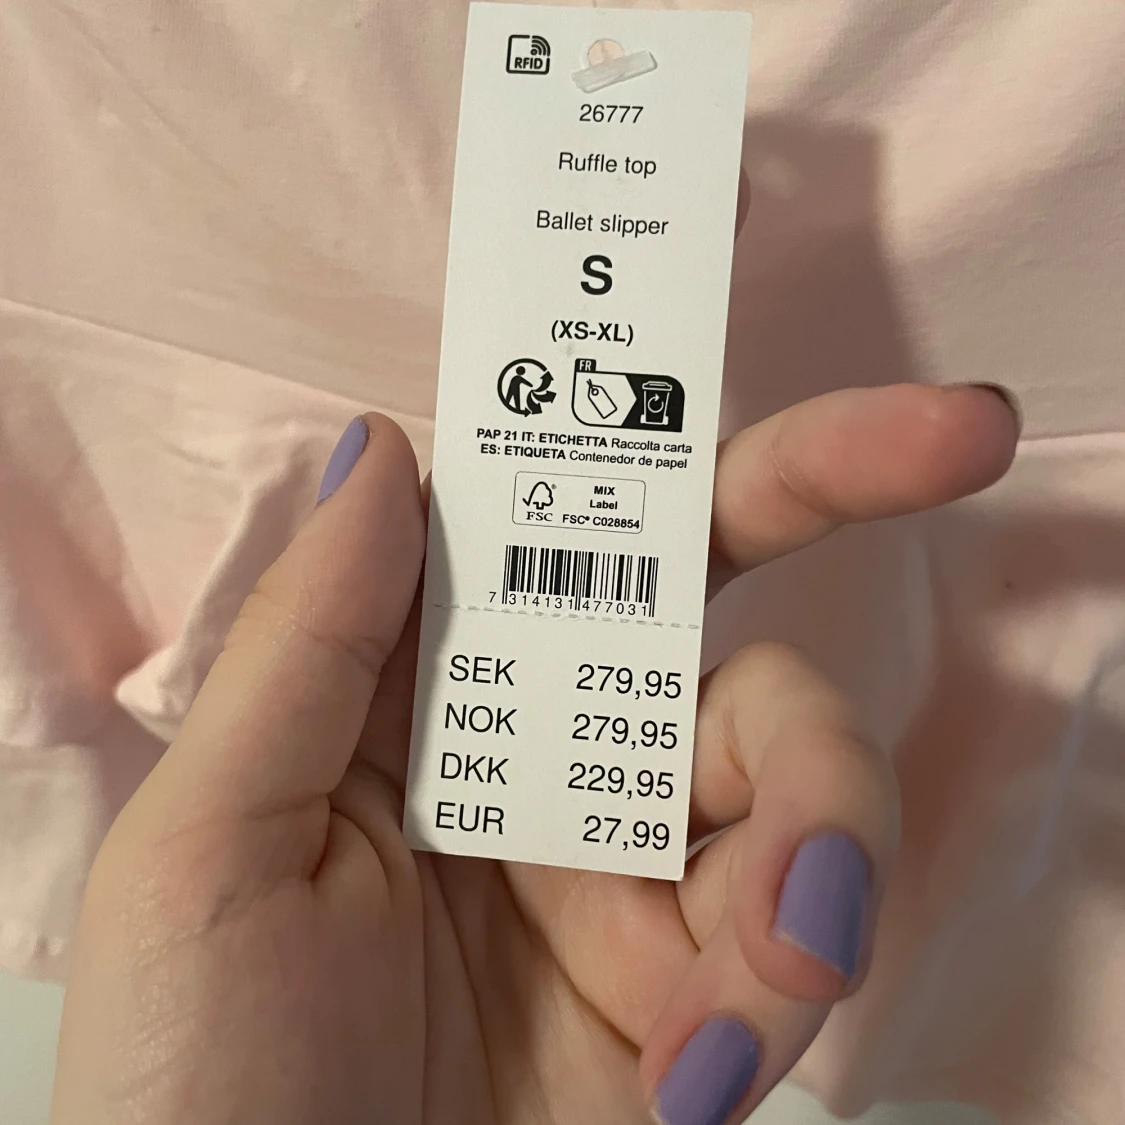 RFID
26777
Ruffle top
Ballet slipper
S
(XS-XL)
FR
PAP 21 IT: ETICHETTA Raccolta carta
ES: ETIQUETA Contenedor de papel
MIX
Label
FSC® C028854
FSC
7 314131 477031
SEK 279,95
NOK 279,95
DKK 229,95
EUR 27,99